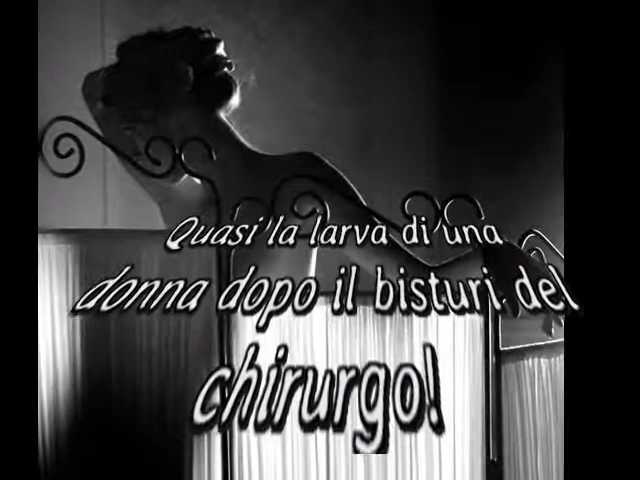 Quasi la larva di una
donna dopo il bisturi del
chirurgo!